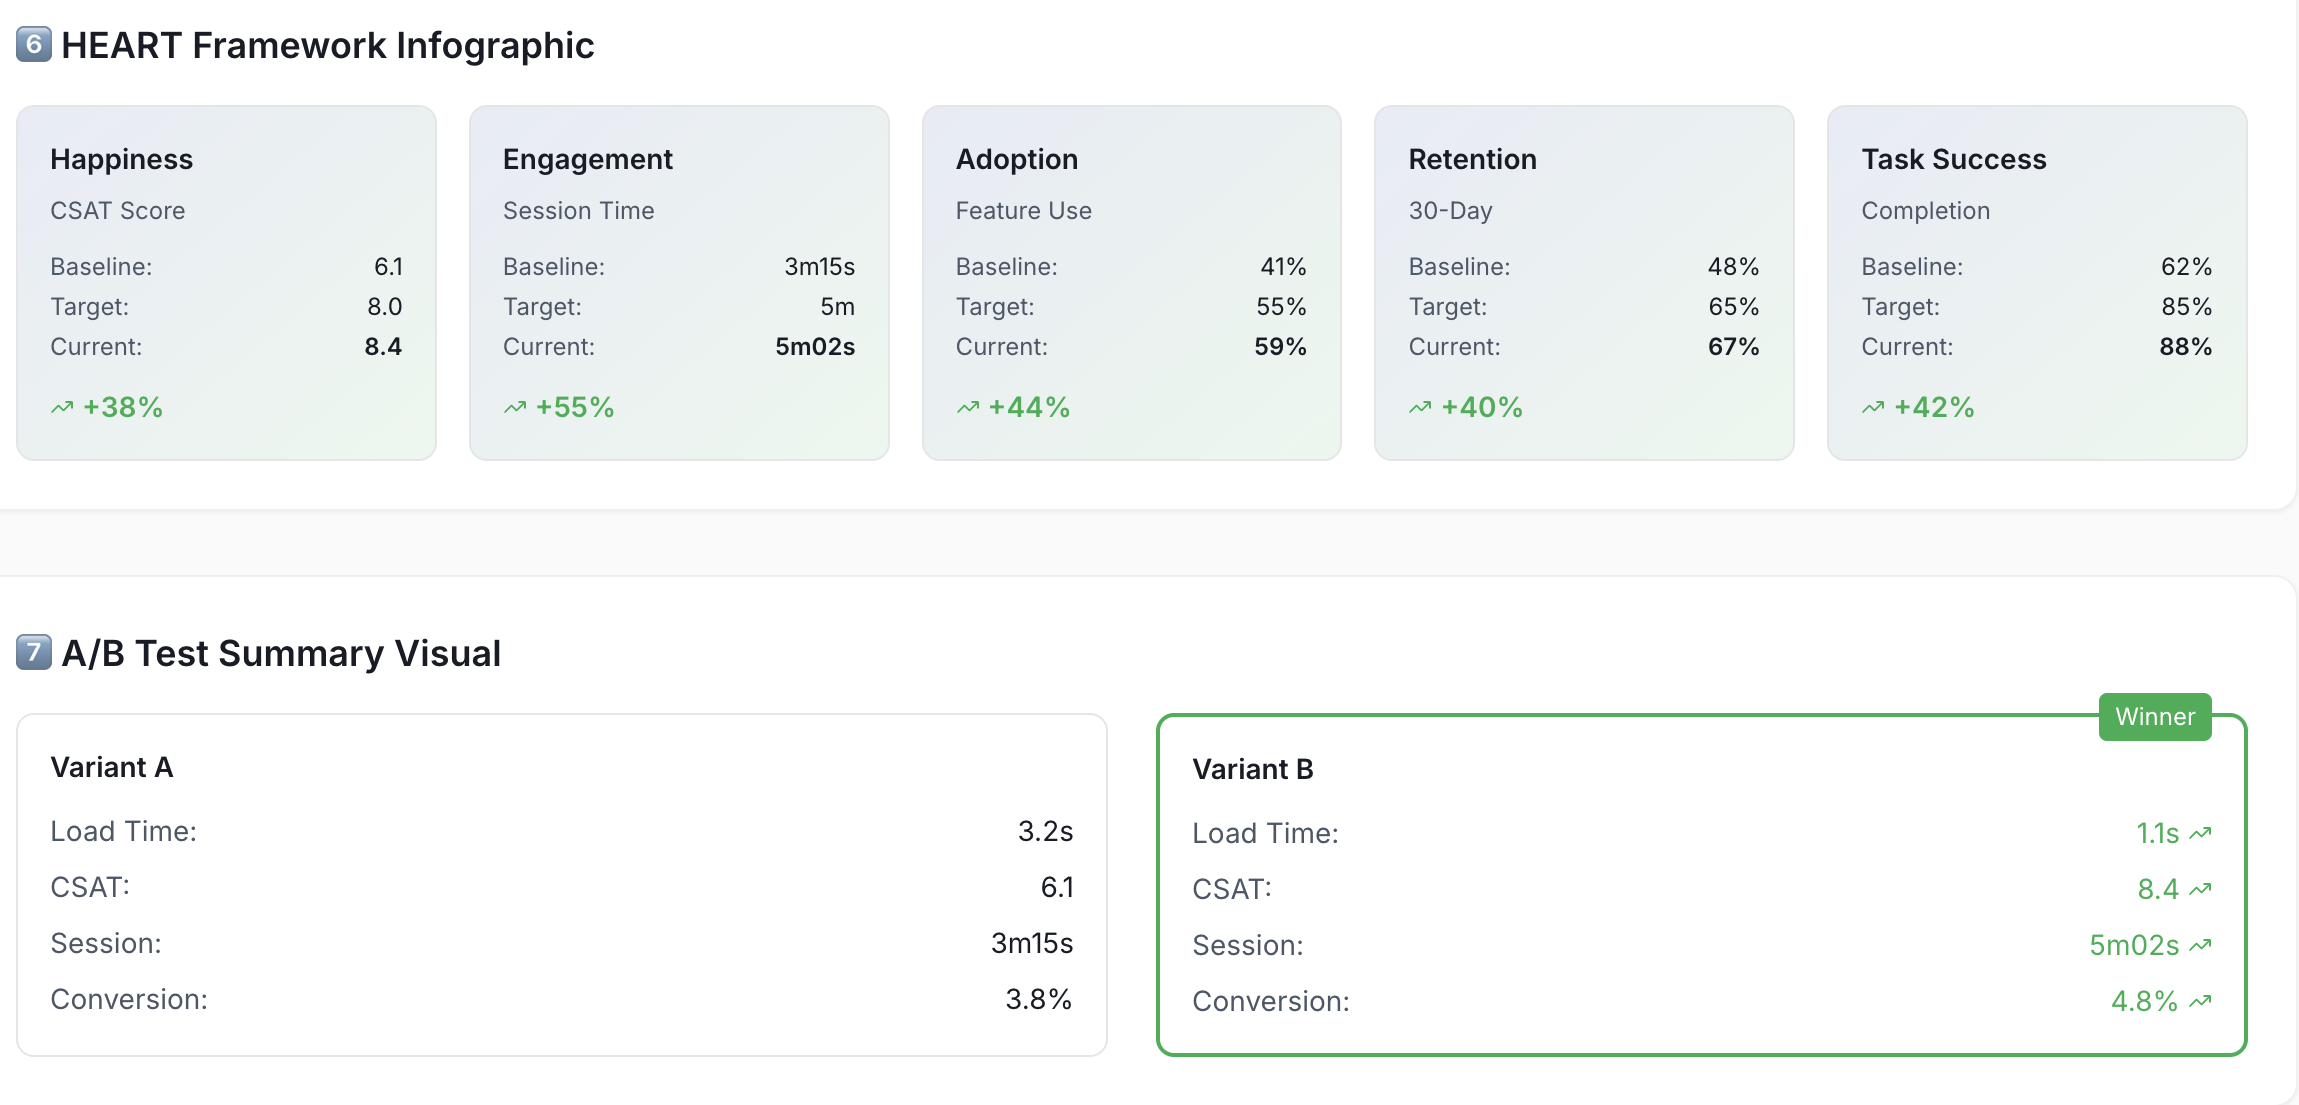 6 HEART Framework Infographic
Happiness
CSAT Score
Baseline: 6.1
Target: 8.0
Current: 8.4
+38%
Engagement
Session Time
Baseline: 3m15s
Target: 5m
Current: 5m02s
+55%
Adoption
Feature Use
Baseline: 41%
Target: 55%
Current: 59%
+44%
Retention
30-Day
Baseline: 48%
Target: 65%
Current: 67%
+40%
Task Success
Completion
Baseline: 62%
Target: 85%
Current: 88%
+42%
7 A/B Test Summary Visual
Variant A
Load Time: 3.2s
CSAT: 6.1
Session: 3m15s
Conversion: 3.8%
Winner
Variant B
Load Time: 1.1s
CSAT: 8.4
Session: 5m02s
Conversion: 4.8%